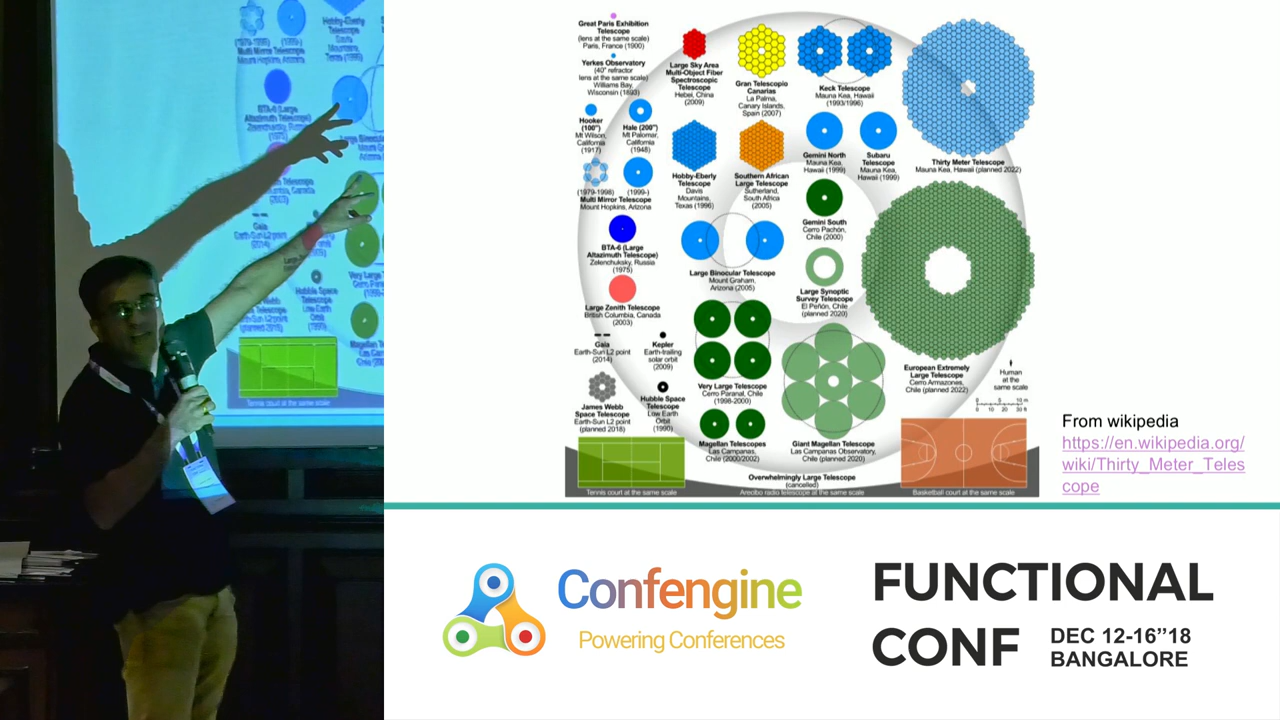 Great Paris Exhibition
Telescope
(lens at the same scale)
Paris, France (1900)
Yerkes Observatory
(40" refractor
lens at the same scale)
Williams Bay,
Wisconsin (1893)
Hooker
(100")
Mt Wilson,
California
(1917)
Hale (200")
Mt Palomar,
California
(1948)
(1979-1998) (1999-)
Multi Mirror Telescope
Mount Hopkins, Arizona
BTA-6 (Large
Altazimuth Telescope)
Zelenchuksky, Russia
(1975)
Large Zenith Telescope
British Columbia, Canada
(2003)
Gaia
Earth-Sun L2 point
(2014)
Kepler
Earth-trailing
solar orbit
(2009)
James Webb
Space Telescope
Earth-Sun L2 point
(planned 2018)
Hubble Space
Telescope
Low Earth
Orbit
(1990)
Tennis court at the same scale
Large Sky Area
Multi-Object Fiber
Spectroscopic
Telescope
Hebei, China
(2009)
Gran Telescopio
Canarias
La Palma,
Canary Islands,
Spain (2007)
Keck Telescope
Mauna Kea, Hawaii
(1993/1996)
Hobby-Eberly
Telescope
Davis
Mountains,
Texas (1996)
Southern African
Large Telescope
Sutherland,
South Africa
(2005)
Gemini North
Mauna Kea,
Hawaii (1999)
Subaru
Telescope
Mauna Kea,
Hawaii (1999)
Thirty Meter Telescope
Mauna Kea, Hawaii (planned 2022)
Gemini South
Cerro Pachón,
Chile (2000)
Large Binocular Telescope
Mount Graham,
Arizona (2005)
Large Synoptic
Survey Telescope
El Peñón, Chile
(planned 2020)
Very Large Telescope
Cerro Paranal, Chile
(1998-2000)
Magellan Telescopes
Las Campanas,
Chile (2000/2002)
Giant Magellan Telescope
Las Campanas Observatory,
Chile (planned 2020)
European Extremely
Large Telescope
Cerro Armazones,
Chile (planned 2022)
Human
at the
same scale
0 5 10 m
0 10 20 30 ft
Overwhelmingly Large Telescope
(cancelled)
Arecibo radio telescope at the same scale
Basketball court at the same scale
From wikipedia
https://en.wikipedia.org/
wiki/Thirty_Meter_Teles
cope
Confengine
Powering Conferences
FUNCTIONAL
CONF
DEC 12-16”18
BANGALORE